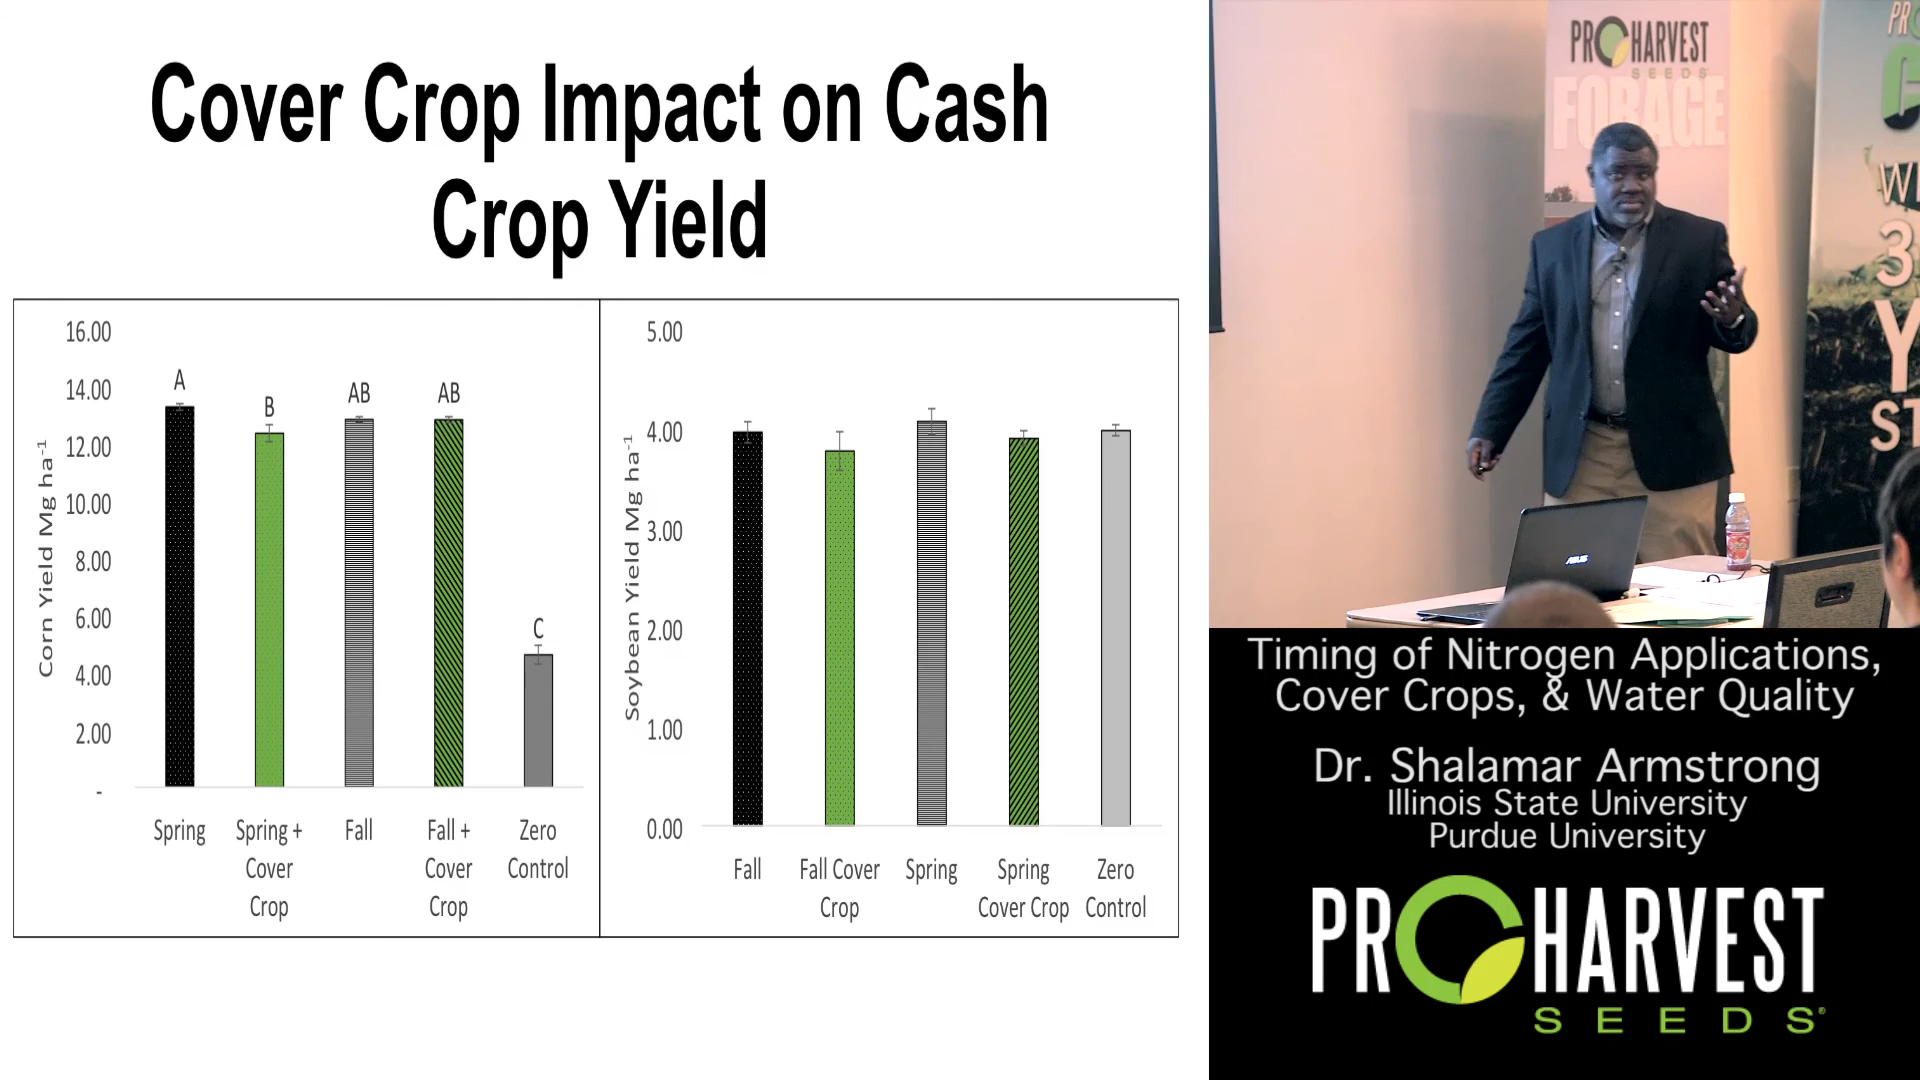 Cover Crop Impact on Cash
Crop Yield
Corn Yield Mg ha-1
16.00
14.00
12.00
10.00
8.00
6.00
4.00
2.00
-
A
B
AB
AB
C
Spring
Spring +
Cover
Crop
Fall
Fall +
Cover
Crop
Zero
Control
Soybean Yield Mg ha-1
5.00
4.00
3.00
2.00
1.00
0.00
Fall
Fall Cover
Crop
Spring
Spring
Cover Crop
Zero
Control
PROHARVEST
SEEDS
FORAGE
ASUS
Timing of Nitrogen Applications,
Cover Crops, & Water Quality
Dr. Shalamar Armstrong
Illinois State University
Purdue University
PROHARVEST
SEEDS®